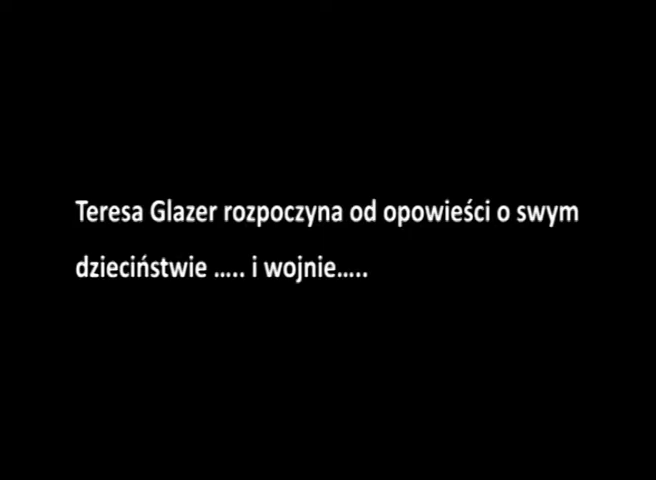 Teresa Glazer rozpoczyna od opowieści o swym
dzieciństwie ..... i wojnie.....